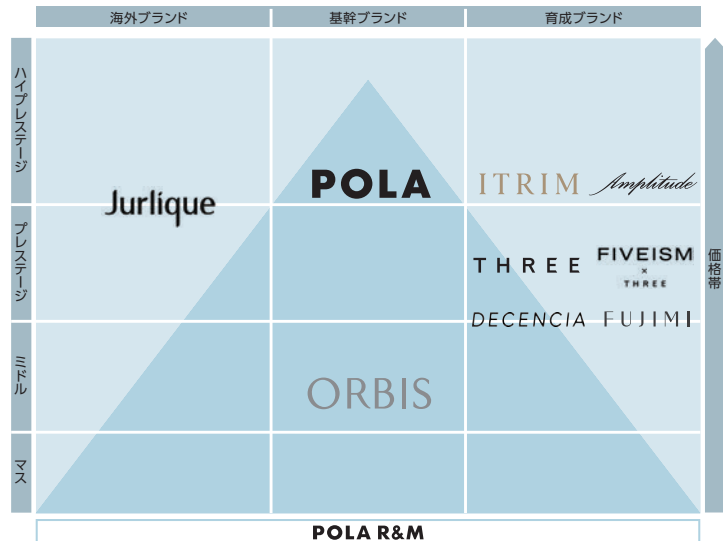 海外ブランド
基幹ブランド
育成ブランド
ハイプレステージ
Jurlique
POLA
ITRIM
Amplitude
プレステージ
THREE
FIVEISM
×
THREE
DECENCIA
FUJIMI
ミドル
ORBIS
マス
価格帯
POLA R&M